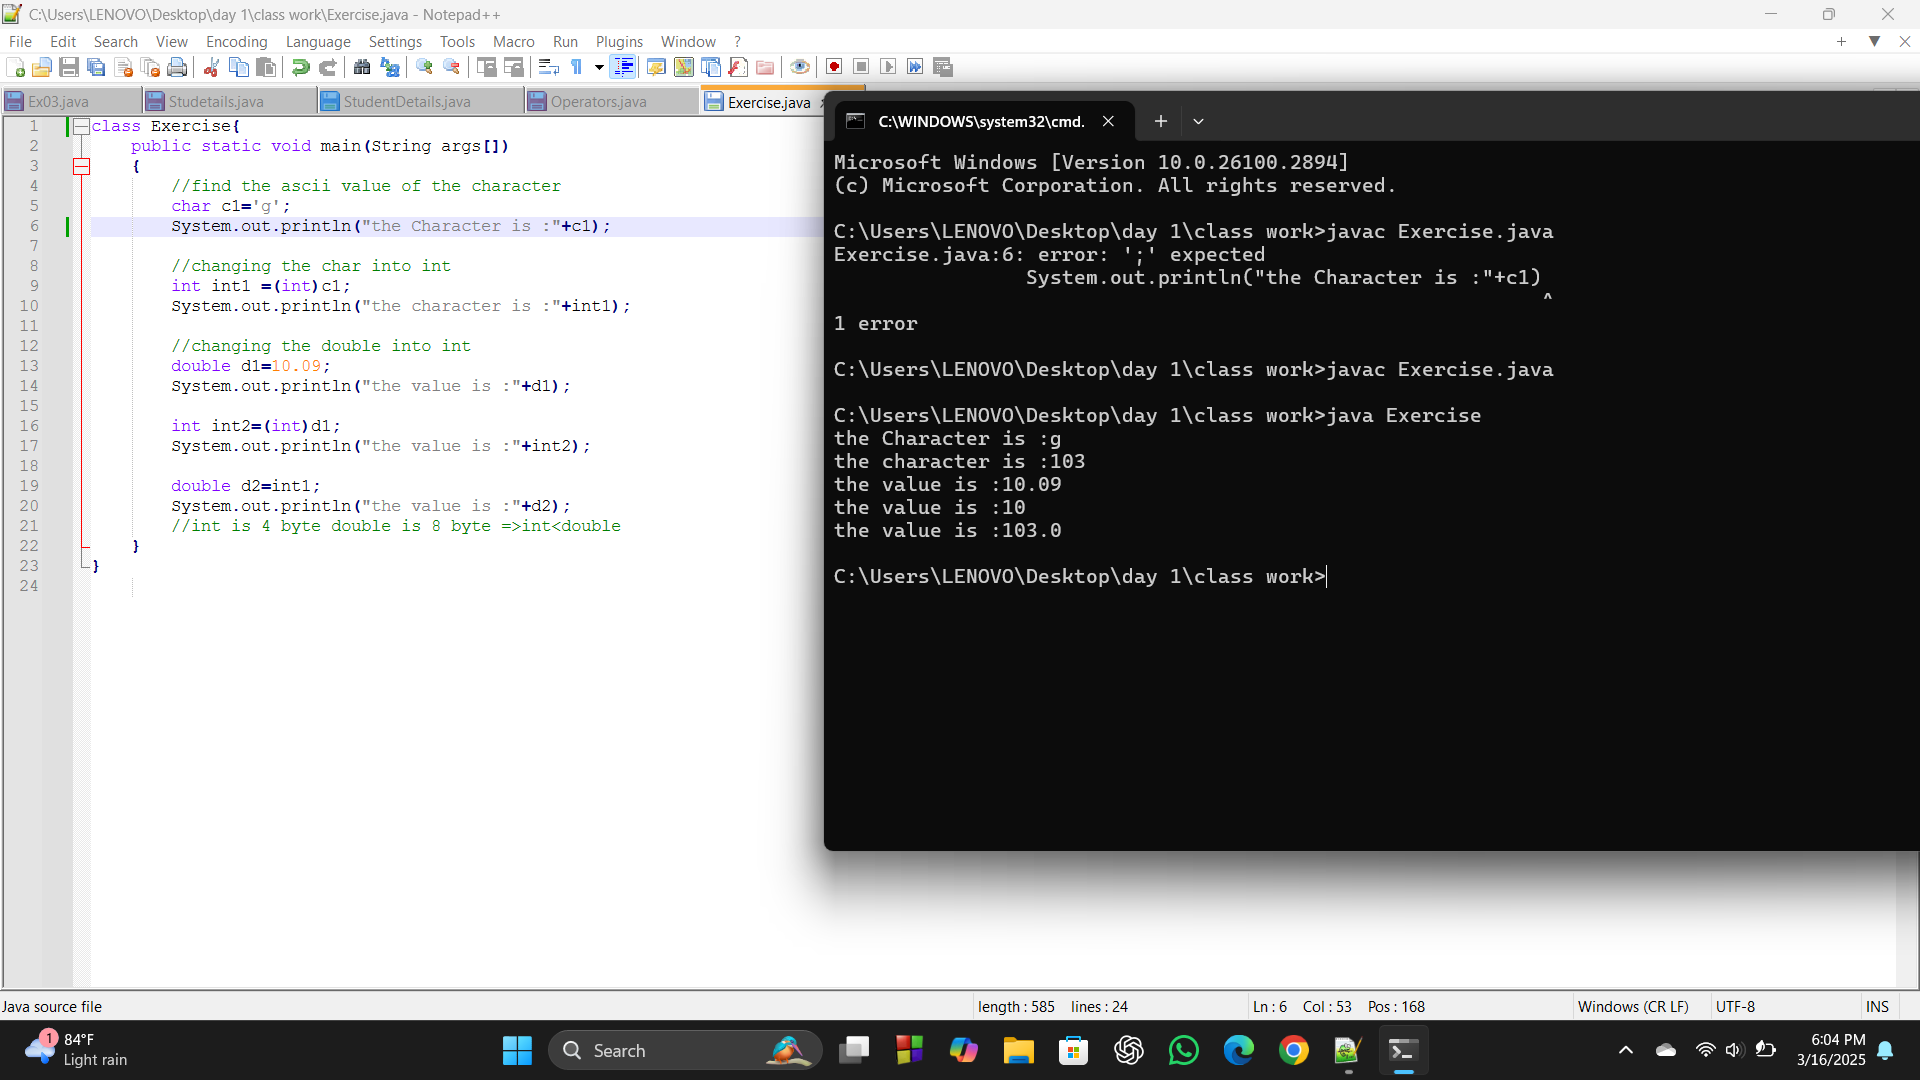 C:\Users\LENOVO\Desktop\day 1\class work\Exercise.java - Notepad++
File Edit Search View Encoding Language Settings Tools Macro Run Plugins Window ?
Ex03.java Studetails.java StudentDetails.java Operators.java Exercise.java
1 class Exercise{
2 public static void main(String args[])
3 {
4 //find the ascii value of the character
5 char c1='g';
6 System.out.println("the Character is :"+c1);
7
8 //changing the char into int
9 int int1 =(int)c1;
10 System.out.println("the character is :"+int1);
11
12 //changing the double into int
13 double d1=10.09;
14 System.out.println("the value is :"+d1);
15
16 int int2=(int)d1;
17 System.out.println("the value is :"+int2);
18
19 double d2=int1;
20 System.out.println("the value is :"+d2);
21 //int is 4 byte double is 8 byte =>int<double
22 }
23 }
24
C:\WINDOWS\system32\cmd.
Microsoft Windows [Version 10.0.26100.2894]
(c) Microsoft Corporation. All rights reserved.
C:\Users\LENOVO\Desktop\day 1\class work>javac Exercise.java
Exercise.java:6: error: ';' expected
System.out.println("the Character is :"+c1)
^
1 error
C:\Users\LENOVO\Desktop\day 1\class work>javac Exercise.java
C:\Users\LENOVO\Desktop\day 1\class work>java Exercise
the Character is :g
the character is :103
the value is :10.09
the value is :10
the value is :103.0
C:\Users\LENOVO\Desktop\day 1\class work>
Java source file length : 585 lines : 24 Ln : 6 Col : 53 Pos : 168 Windows (CR LF) UTF-8 INS
1
84°F
Light rain
Search
6:04 PM
3/16/2025